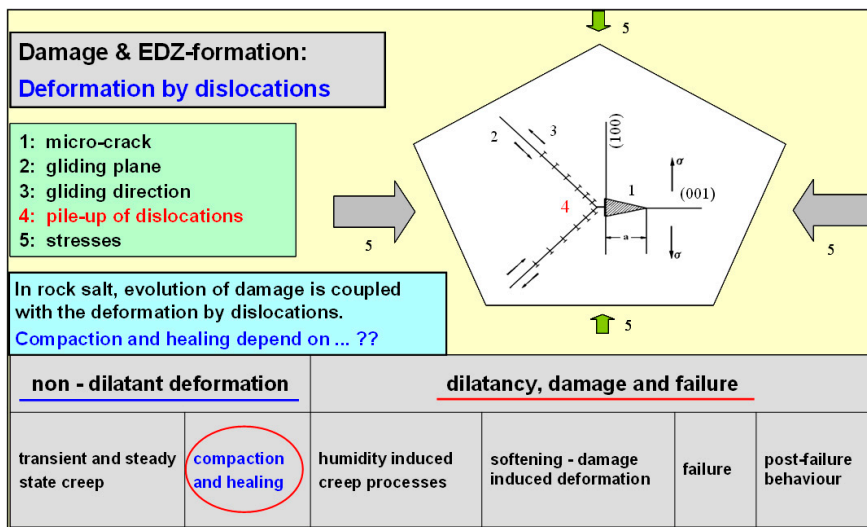 Damage & EDZ-formation:
Deformation by dislocations
1: micro-crack
2: gliding plane
3: gliding direction
4: pile-up of dislocations
5: stresses
In rock salt, evolution of damage is coupled
with the deformation by dislocations.
Compaction and healing depend on ... ??
5
2
3
(100)
σ
1
(001)
4
a
σ
5
5
5
non - dilatant deformation
dilatancy, damage and failure
transient and steady
state creep
compaction
and healing
humidity induced
creep processes
softening - damage
induced deformation
failure
post-failure
behaviour